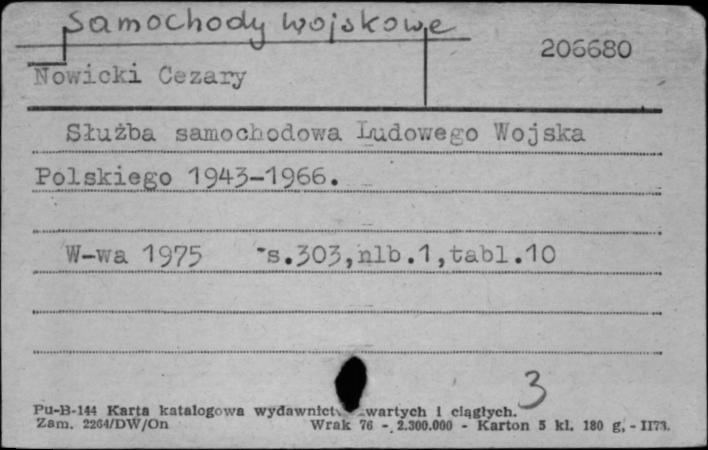 Samochody wojskowe
206680
Nowicki Cezary
Służba samochodowa Ludowego Wojska
Polskiego 1943-1966.
W-wa 1975 s.303,nlb.1,tabl.10
3
Pu-B-144 Karta katalogowa wydawnictw zwartych i ciągłych.
Zam. 2264/DW/On Wrak 76 - 2.300.000 - Karton 5 kl. 180 g. - II73.